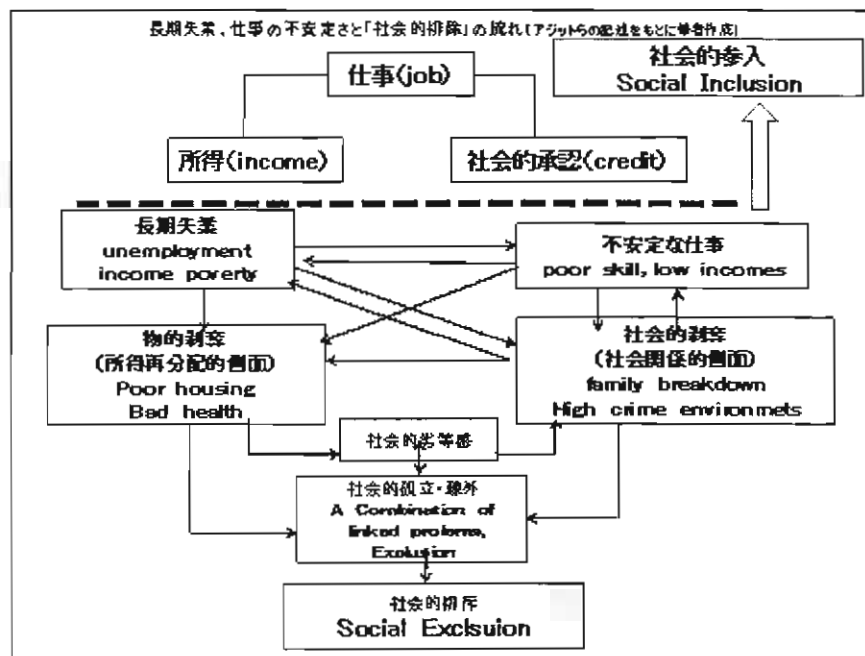 長期失業、仕事の不安定さと「社会的排除」の流れ(アジットらの記述をもとに筆者作成)
社会的参入
Social Inclusion
仕事(job)
所得(income)
社会的承認(credit)
長期失業
unemployment
income poverty
不安定な仕事
poor skill, low incomes
物的剥奪
(所得再分配的側面)
Poor housing
Bad health
社会的剥奪
(社会関係的側面)
family breakdown
High crime environmets
社会的劣等感
社会的孤立・疎外
A Combination of
linked problems,
Exclusion
社会的排斥
Social Exclsuion